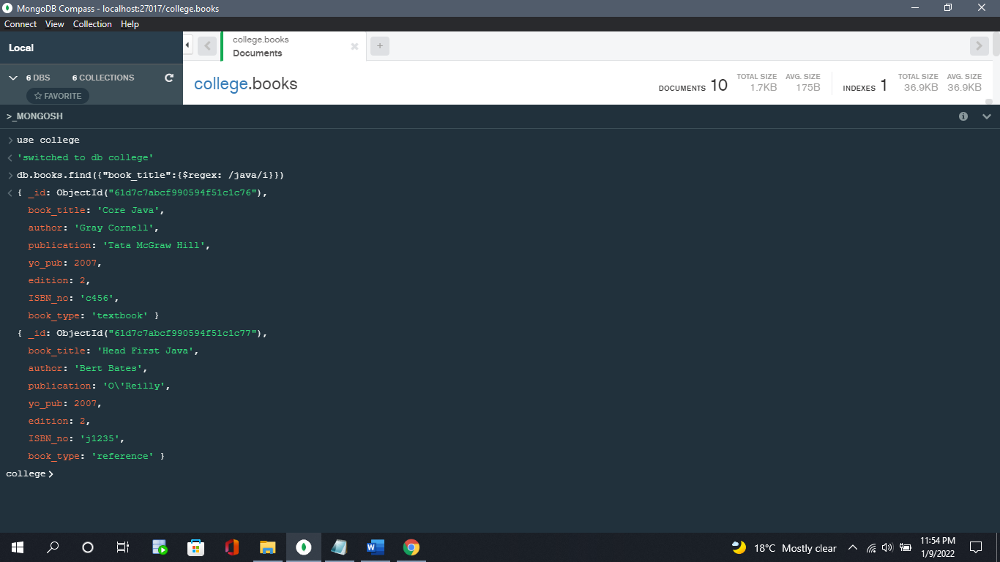 MongoDB Compass - localhost:27017/college.books
Connect View Collection Help
Local
college.books
Documents
6 DBS 6 COLLECTIONS
FAVORITE
college.books
DOCUMENTS 10 TOTAL SIZE 1.7KB AVG. SIZE 175B INDEXES 1 TOTAL SIZE 36.9KB AVG. SIZE 36.9KB
>_MONGOSH
> use college
< 'switched to db college'
> db.books.find({"book_title":{$regex: /java/i}})
< { _id: ObjectId("61d7c7abcf990594f51c1c76"),
book_title: 'Core Java',
author: 'Gray Cornell',
publication: 'Tata McGraw Hill',
yo_pub: 2007,
edition: 2,
ISBN_no: 'c456',
book_type: 'textbook' }
{ _id: ObjectId("61d7c7abcf990594f51c1c77"),
book_title: 'Head First Java',
author: 'Bert Bates',
publication: 'O\'Reilly',
yo_pub: 2007,
edition: 2,
ISBN_no: 'j1235',
book_type: 'reference' }
college>
18°C Mostly clear
11:54 PM
1/9/2022